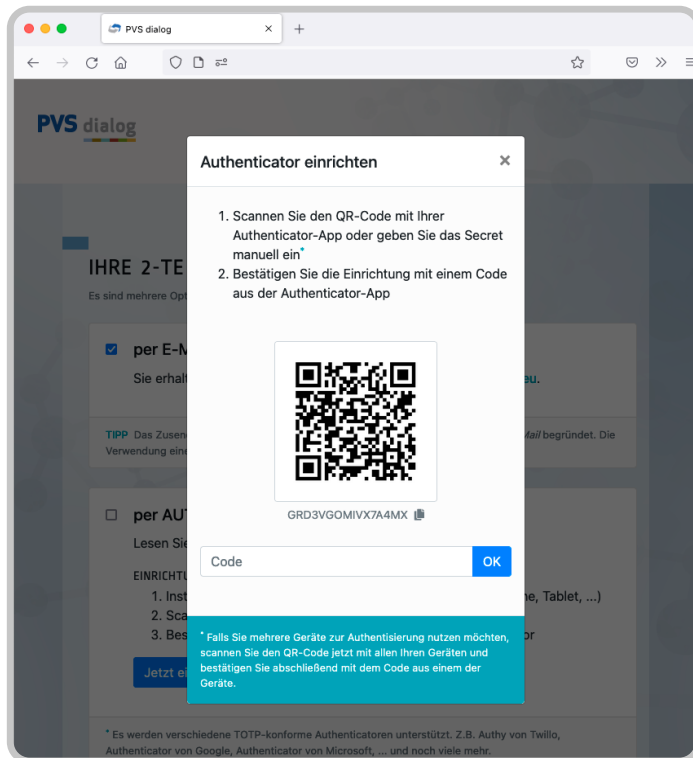 PVS dialog
PVS dialog
Authenticator einrichten
1. Scannen Sie den QR-Code mit Ihrer
Authenticator-App oder geben Sie das Secret
manuell ein*
2. Bestätigen Sie die Einrichtung mit einem Code
aus der Authenticator-App
GRD3VGOMIVX7A4MX
Code
OK
* Falls Sie mehrere Geräte zur Authentisierung nutzen möchten,
scannen Sie den QR-Code jetzt mit allen Ihren Geräten und
bestätigen Sie abschließend mit dem Code aus einem der
Geräte.
IHRE 2-TE
Es sind mehrere Opt
per E-M
Sie erhalt
eu.
TIPP Das Zusen
Mail begründet. Die
Verwendung eine
per AU
Lesen Sie
EINRICHTU
1. Inst
ne, Tablet, ...)
2. Sca
3. Bes
or
Jetzt ei
* Es werden verschiedene TOTP-konforme Authenticatoren unterstützt. Z.B. Authy von Twillo,
Authenticator von Google, Authenticator von Microsoft, ... und noch viele mehr.